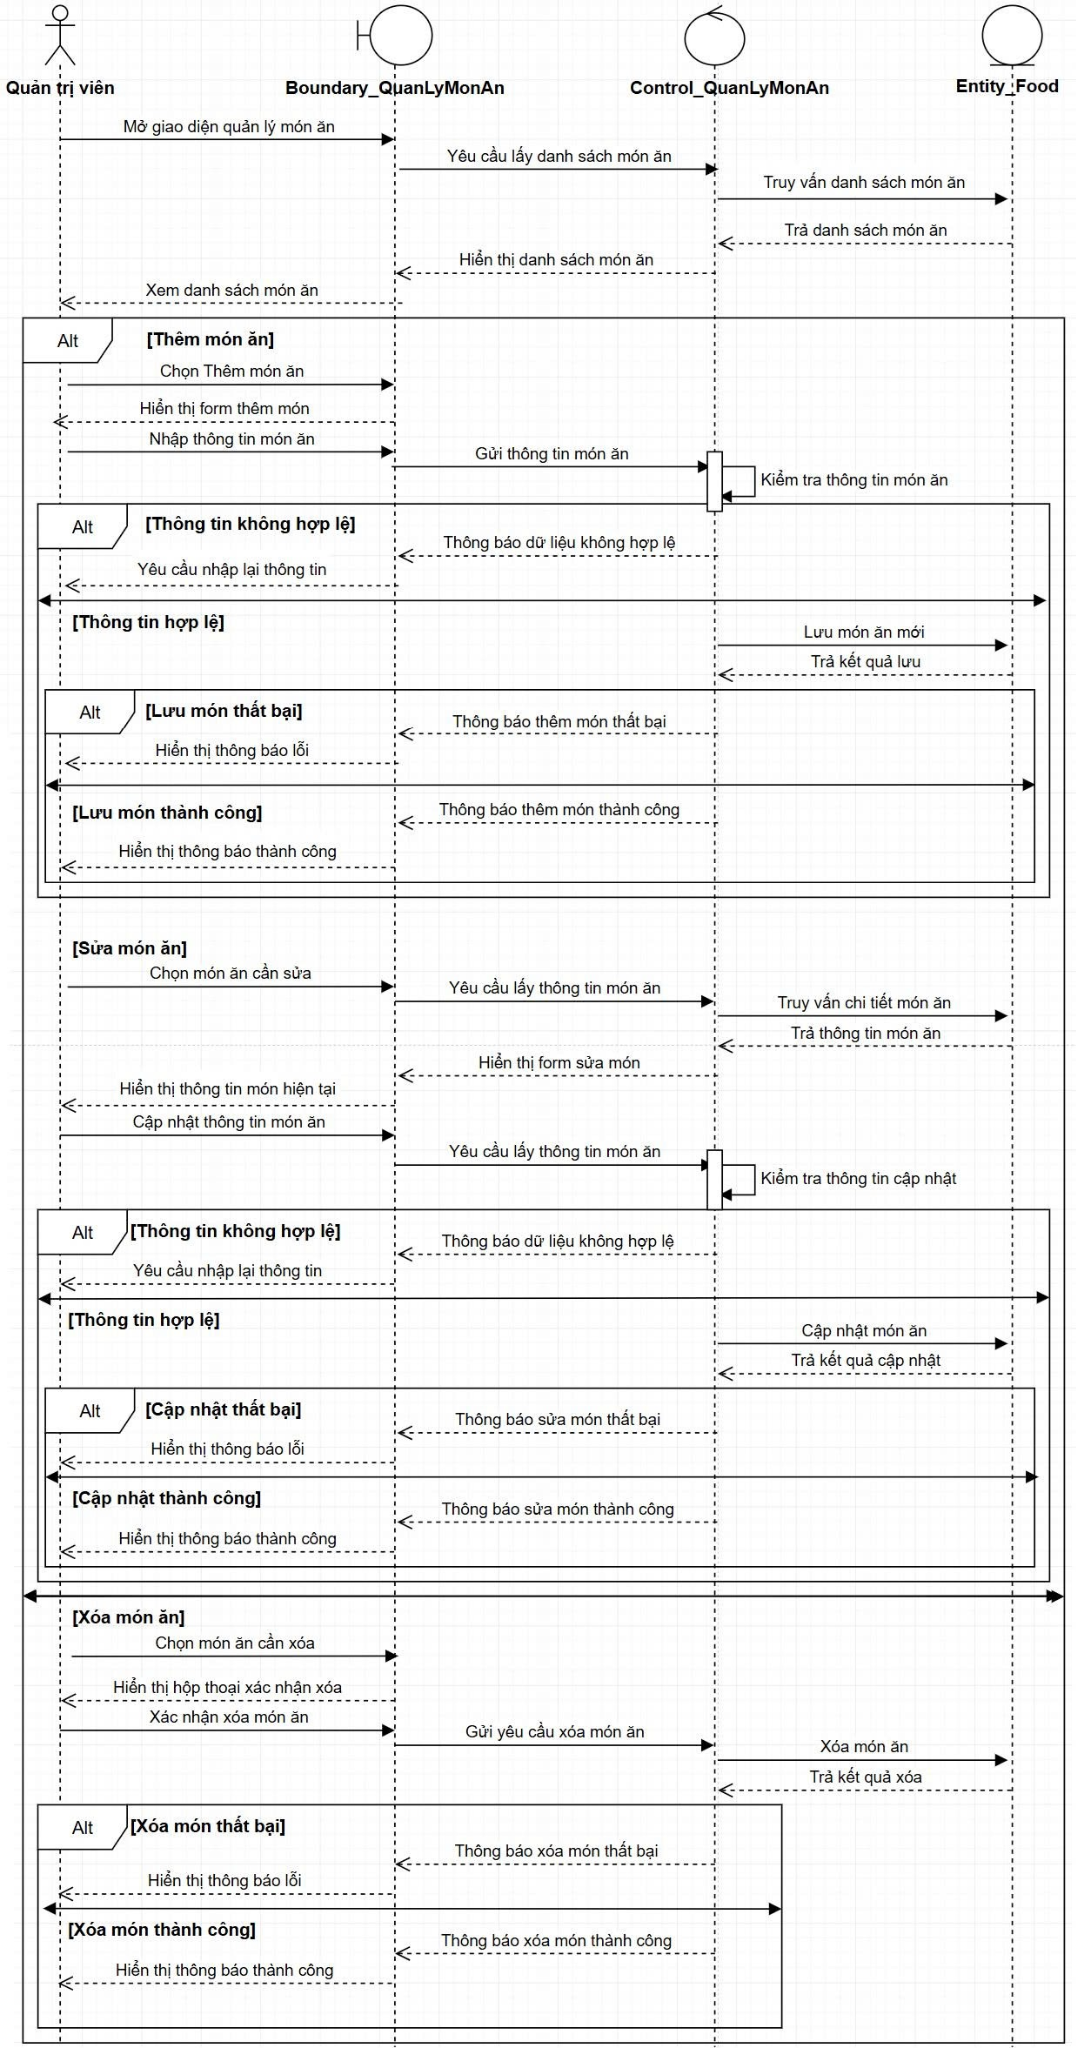 Quản trị viên
Boundary_QuanLyMonAn
Control_QuanLyMonAn
Entity_Food
Mở giao diện quản lý món ăn
Yêu cầu lấy danh sách món ăn
Truy vấn danh sách món ăn
Trả danh sách món ăn
Hiển thị danh sách món ăn
Xem danh sách món ăn
Alt
[Thêm món ăn]
Chọn Thêm món ăn
Hiển thị form thêm món
Nhập thông tin món ăn
Gửi thông tin món ăn
Kiểm tra thông tin món ăn
Alt
[Thông tin không hợp lệ]
Thông báo dữ liệu không hợp lệ
Yêu cầu nhập lại thông tin
[Thông tin hợp lệ]
Lưu món ăn mới
Trả kết quả lưu
Alt
[Lưu món thất bại]
Thông báo thêm món thất bại
Hiển thị thông báo lỗi
[Lưu món thành công]
Thông báo thêm món thành công
Hiển thị thông báo thành công
[Sửa món ăn]
Chọn món ăn cần sửa
Yêu cầu lấy thông tin món ăn
Truy vấn chi tiết món ăn
Trả thông tin món ăn
Hiển thị form sửa món
Hiển thị thông tin món hiện tại
Cập nhật thông tin món ăn
Yêu cầu lấy thông tin món ăn
Kiểm tra thông tin cập nhật
Alt
[Thông tin không hợp lệ]
Thông báo dữ liệu không hợp lệ
Yêu cầu nhập lại thông tin
[Thông tin hợp lệ]
Cập nhật món ăn
Trả kết quả cập nhật
Alt
[Cập nhật thất bại]
Thông báo sửa món thất bại
Hiển thị thông báo lỗi
[Cập nhật thành công]
Thông báo sửa món thành công
Hiển thị thông báo thành công
[Xóa món ăn]
Chọn món ăn cần xóa
Hiển thị hộp thoại xác nhận xóa
Xác nhận xóa món ăn
Gửi yêu cầu xóa món ăn
Xóa món ăn
Trả kết quả xóa
Alt
[Xóa món thất bại]
Thông báo xóa món thất bại
Hiển thị thông báo lỗi
[Xóa món thành công]
Thông báo xóa món thành công
Hiển thị thông báo thành công